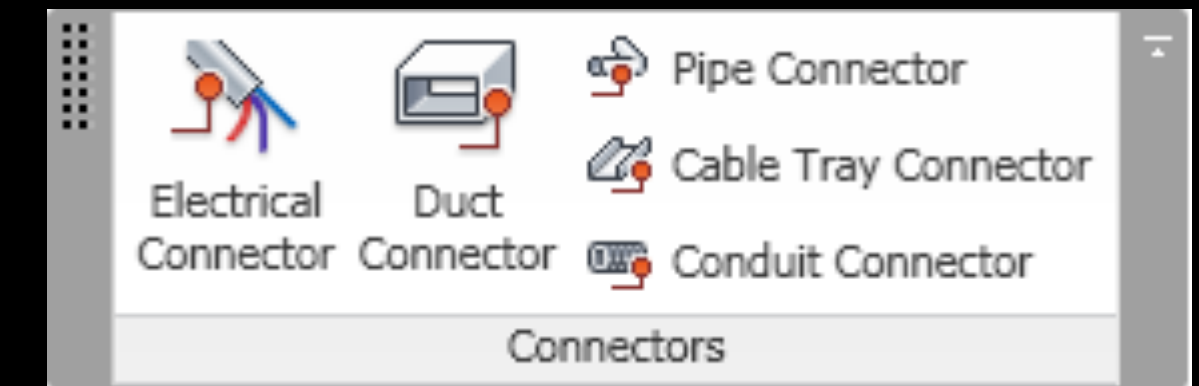 Electrical
Connector
Duct
Connector
Pipe Connector
Cable Tray Connector
Conduit Connector
Connectors